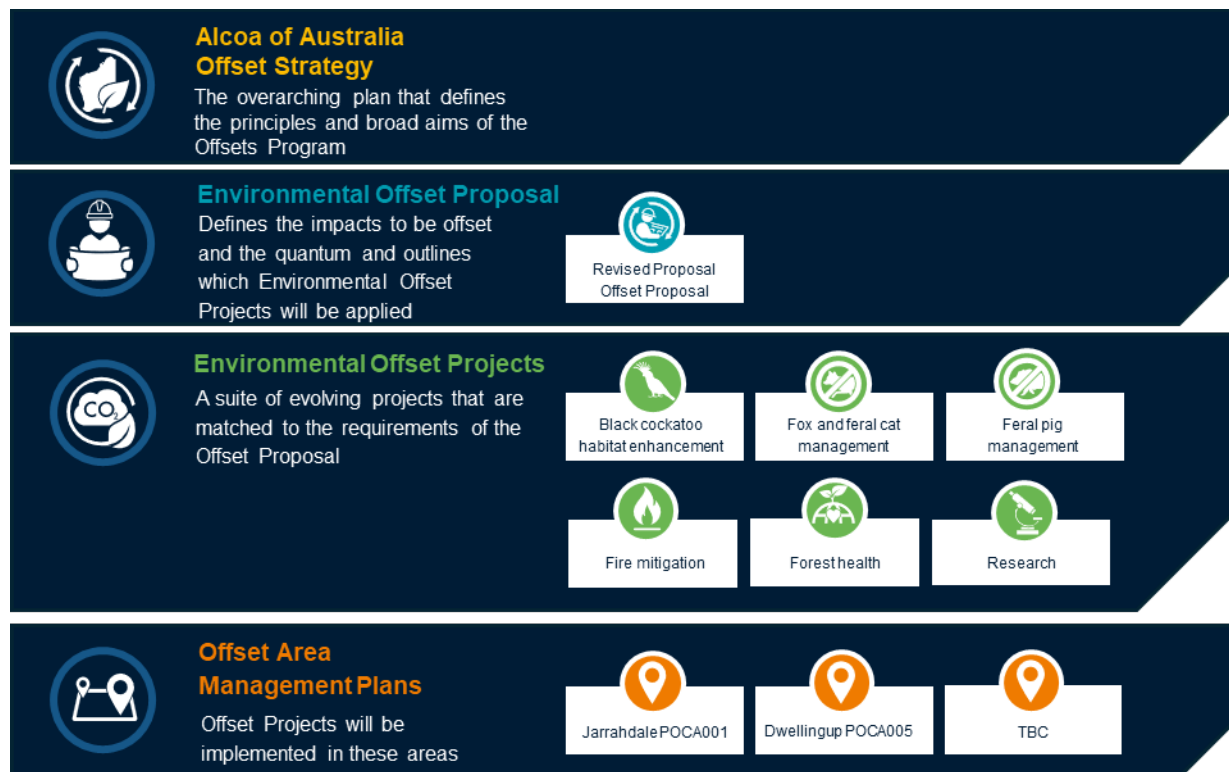 Alcoa of Australia
Offset Strategy
The overarching plan that defines
the principles and broad aims of the
Offsets Program
Environmental Offset Proposal
Defines the impacts to be offset
and the quantum and outlines
which Environmental Offset
Projects will be applied
Revised Proposal
Offset Proposal
CO2
Environmental Offset Projects
A suite of evolving projects that are
matched to the requirements of the
Offset Proposal
Black cockatoo
habitat enhancement
Fox and feral cat
management
Feral pig
management
Fire mitigation
Forest health
Research
Offset Area
Management Plans
Offset Projects will be
implemented in these areas
Jarrahdale POCA001
Dwellingup POCA005
TBC